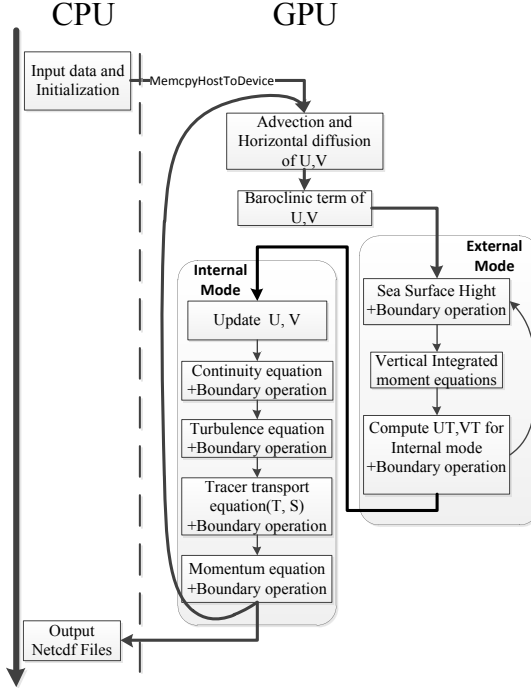 CPU
GPU
Input data and
Initialization
MemcpyHostToDevice
Advection and
Horizontal diffusion
of U,V
Baroclinic term of
U,V
External
Mode
Sea Surface Hight
+Boundary operation
Vertical Integrated
moment equations
Compute UT,VT for
Internal mode
+Boundary operation
Internal
Mode
Update U, V
Continuity equation
+Boundary operation
Turbulence equation
+Boundary operation
Tracer transport
equation(T, S)
+Boundary operation
Momentum equation
+Boundary operation
Output
Netcdf Files